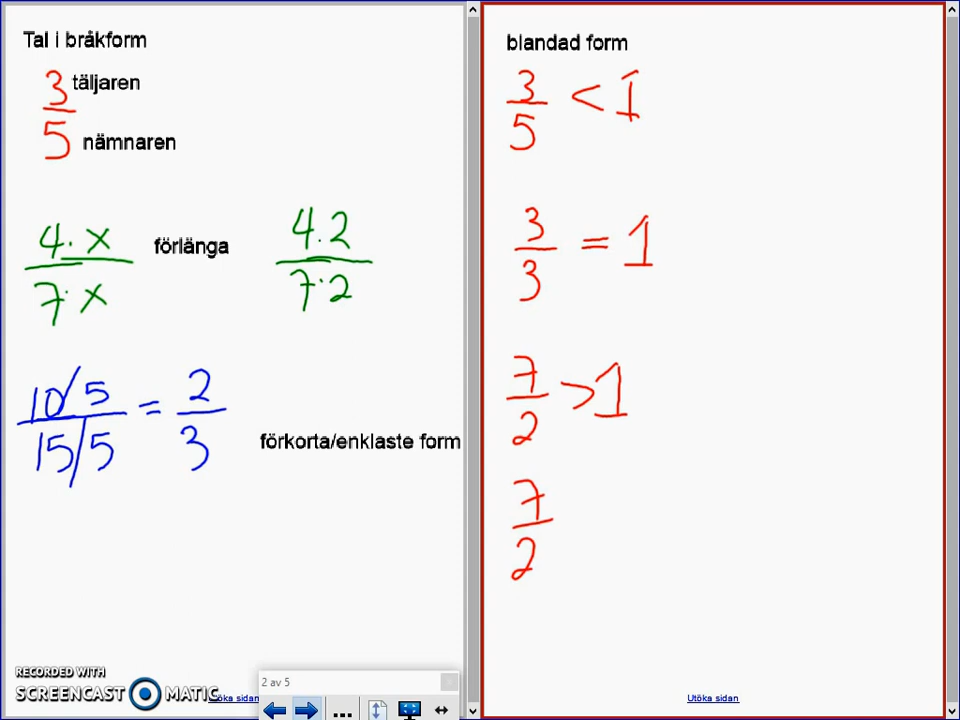 Tal i bråkform
3 täljaren
5 nämnaren
4·x förlänga 4·2
7·x 7·2
10/5 = 2
15/5 3
förkorta/enklaste form
RECORDED WITH
SCREENCAST MATIC
Utöka sidan
2 av 5
...
blandad form
3 < 1
5
3 = 1
3
7 > 1
2
7
2
Utöka sidan